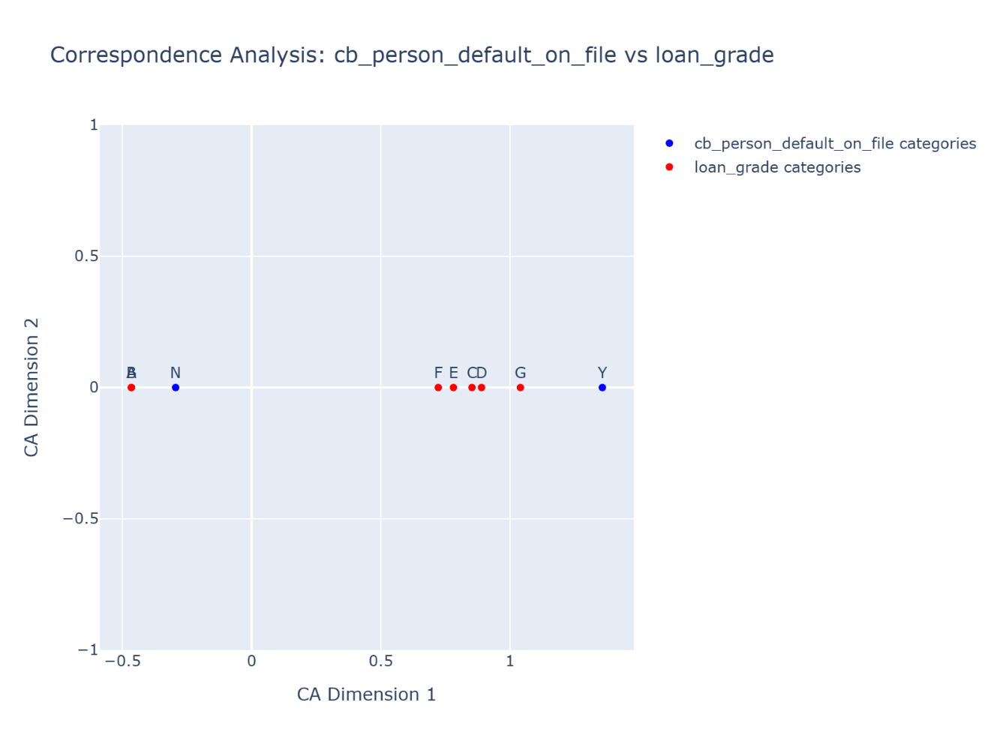 Correspondence Analysis: cb_person_default_on_file vs loan_grade
cb_person_default_on_file categories
loan_grade categories
1
0.5
0
−0.5
−1
A
B
N
F
E
C
D
G
Y
−0.5
0
0.5
1
CA Dimension 1
CA Dimension 2